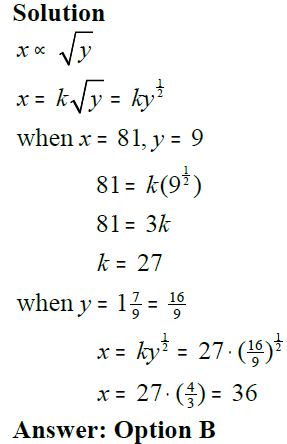 Solution
x ∝ √y
x = k√y = ky^{1/2}
when x = 81, y = 9
81 = k(9^{1/2})
81 = 3k
k = 27
when y = 1 7/9 = 16/9
x = ky^{1/2} = 27 · (16/9)^{1/2}
x = 27 · (4/3) = 36
Answer: Option B